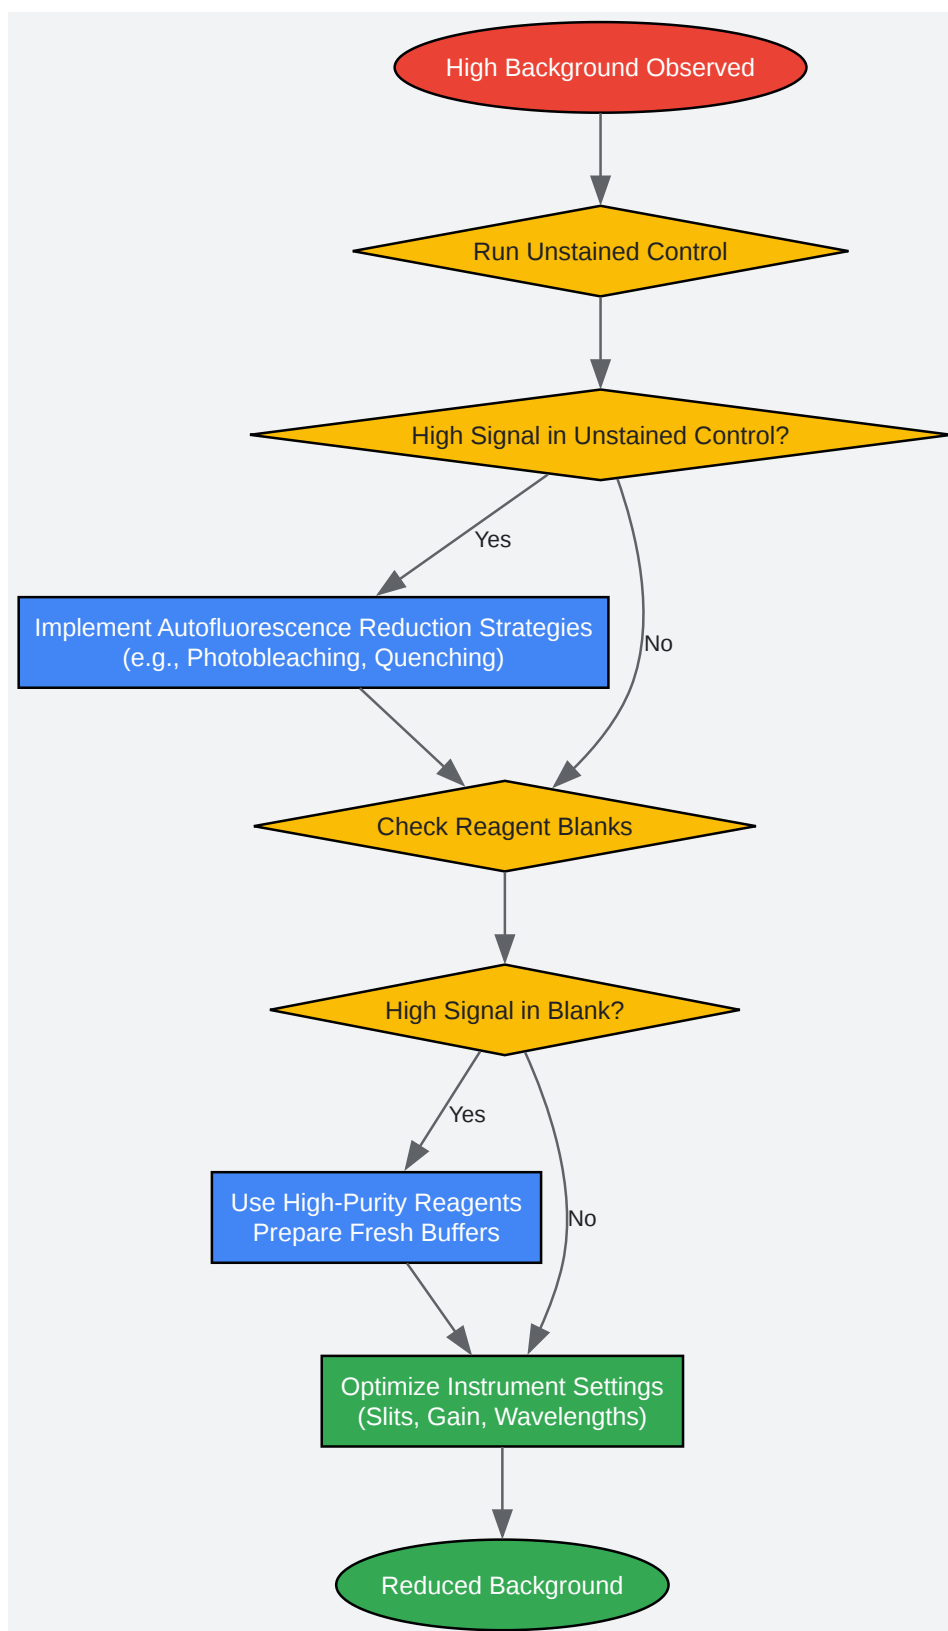 High Background Observed
Run Unstained Control
High Signal in Unstained Control?
Yes
Implement Autofluorescence Reduction Strategies
(e.g., Photobleaching, Quenching)
No
Check Reagent Blanks
High Signal in Blank?
Yes
Use High-Purity Reagents
Prepare Fresh Buffers
No
Optimize Instrument Settings
(Slits, Gain, Wavelengths)
Reduced Background